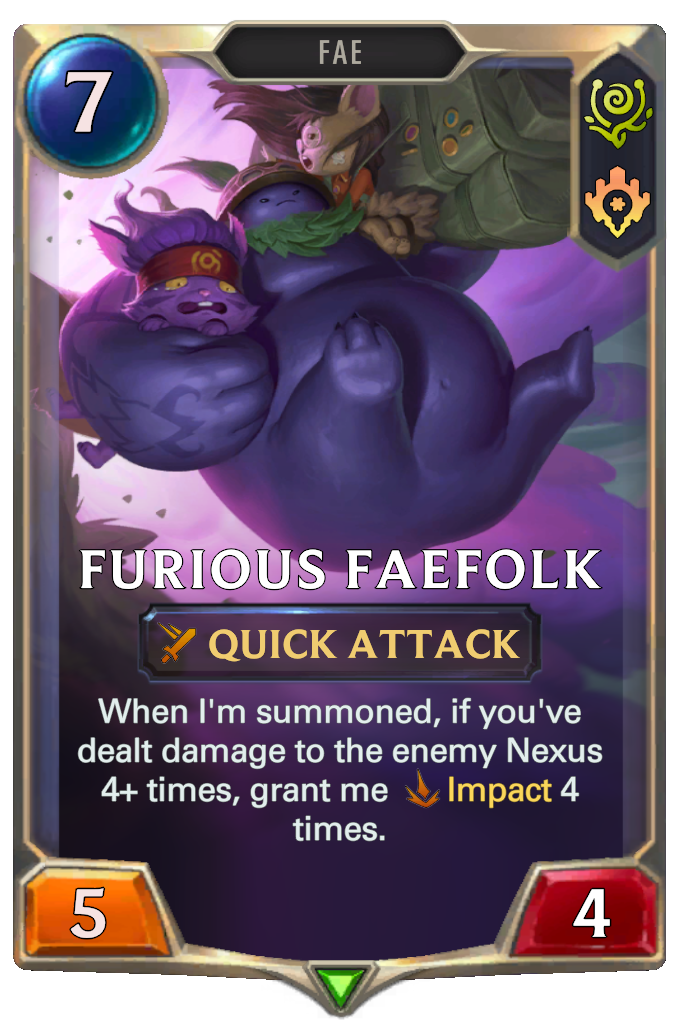 FAE
7
FURIOUS FAEFOLK
QUICK ATTACK
When I'm summoned, if you've
dealt damage to the enemy Nexus
4+ times, grant me Impact 4
times.
5
4